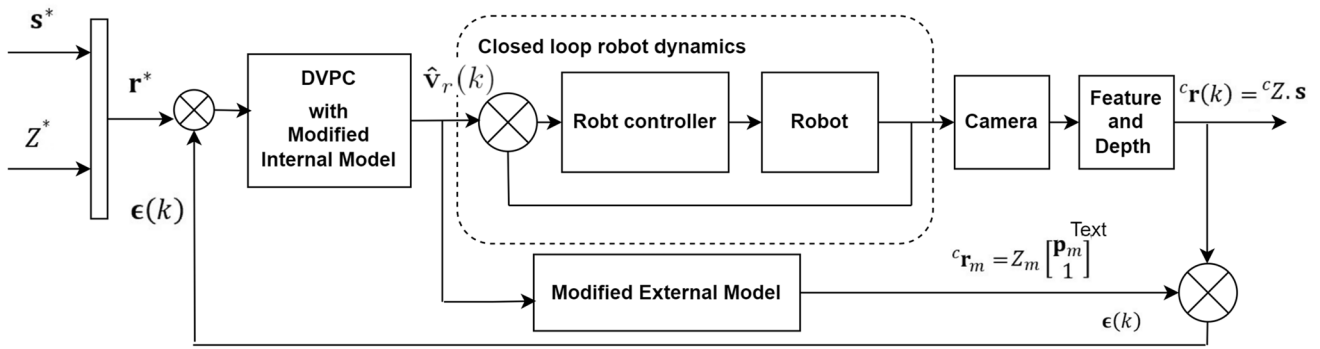 s*
Z*
r*
ϵ(k)
DVPC
with
Modified
Internal Model
v̂r(k)
Closed loop robot dynamics
Robt controller
Robot
Camera
Feature
and
Depth
ᶜr(k) = ᶜZ. s
Text
ᶜrₘ = Zₘ [pₘ
1]
Modified External Model
ϵ(k)